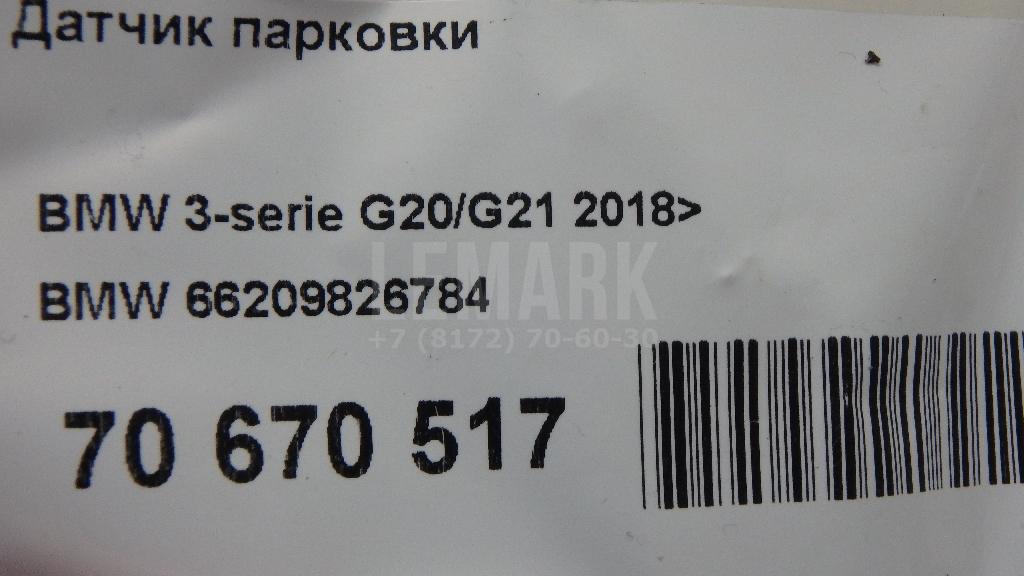 Датчик парковки
BMW 3-serie G20/G21 2018>
LEMARK
BMW 66209826784
+7 (8172) 70-60-30
70 670 517